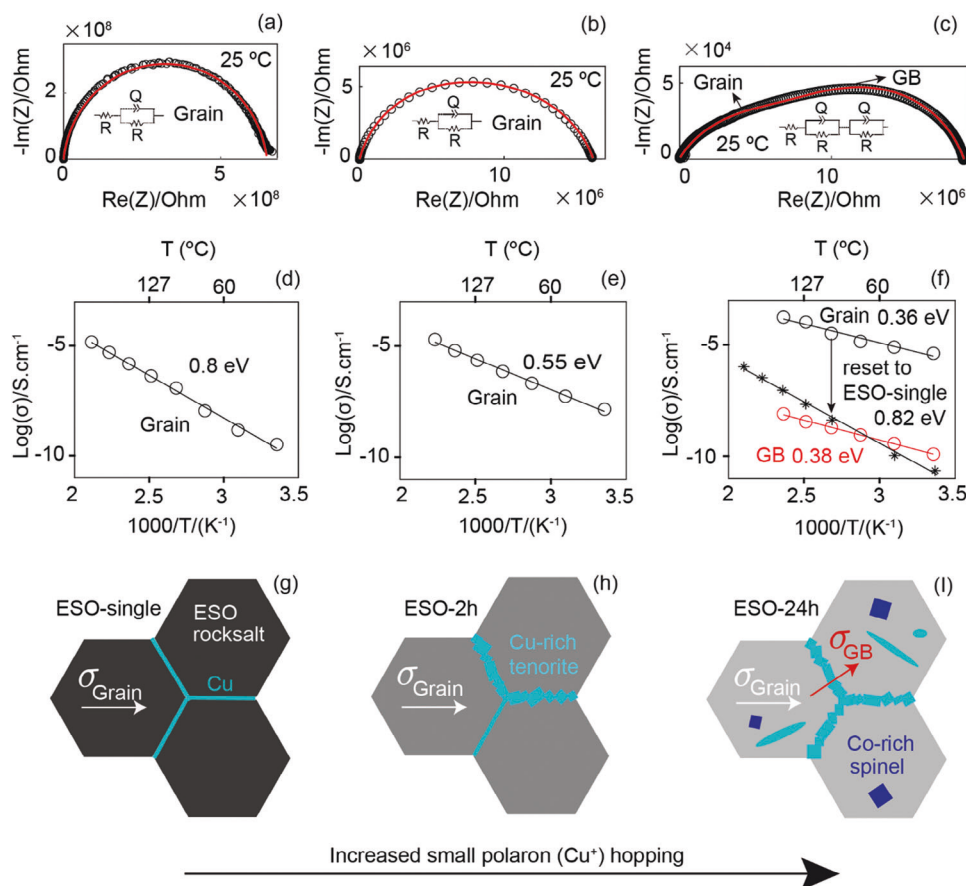 (a)
×10⁸
-Im(Z)/Ohm
2
0
25 ºC
Grain
Q
R
R
0
5
Re(Z)/Ohm
×10⁸
(b)
×10⁶
5
0
25 ºC
Grain
Q
R
R
0
10
Re(Z)/Ohm
×10⁶
(c)
×10⁴
-Im(Z)/Ohm
5
0
Grain
GB
25 ºC
Q
Q
R
R
R
0
10
Re(Z)/Ohm
×10⁶
T (ºC)
127
60
(d)
Log(σ)/S.cm⁻¹
-5
-10
0.8 eV
Grain
2
2.5
3
3.5
1000/T/(K⁻¹)
T (ºC)
127
60
(e)
Log(σ)/S.cm⁻¹
-5
-10
0.55 eV
Grain
2
2.5
3
3.5
1000/T/(K⁻¹)
T (ºC)
127
60
(f)
Log(σ)/S.cm⁻¹
-5
-10
Grain 0.36 eV
reset to
ESO-single
0.82 eV
GB 0.38 eV
2
2.5
3
3.5
1000/T/(K⁻¹)
(g)
ESO-single
ESO
rocksalt
σGrain
Cu
(h)
ESO-2h
Cu-rich
tenorite
σGrain
(I)
ESO-24h
σGB
σGrain
Co-rich
spinel
Increased small polaron (Cu⁺) hopping